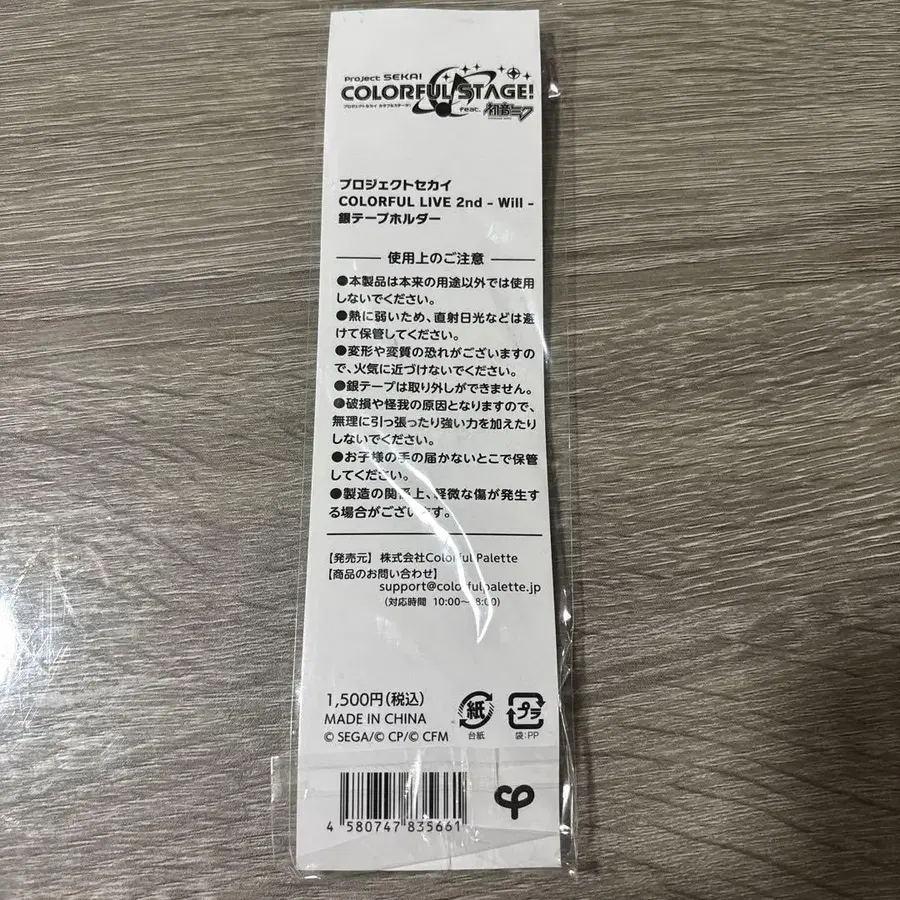 Project SEKAI
COLORFUL STAGE!
プロジェクトセカイ カラフルステージ!
feat. 初音ミク
プロジェクトセカイ
COLORFUL LIVE 2nd - Will -
銀テープホルダー
使用上のご注意
●本製品は本来の用途以外では使用
しないでください。
●熱に弱いため、直射日光などは避
けて保管してください。
●変形や変質の恐れがございますの
で、火気に近づけないでください。
●銀テープは取り外しができません。
●破損や怪我の原因となりますので、
無理に引っ張ったり強い力を加えたり
しないでください。
●お子様の手の届かないとこで保管
してください。
●製造の関係上、軽微な傷が発生す
る場合がございます。
【発売元】 株式会社Colorful Palette
【商品のお問い合わせ】
support@colorfulpalette.jp
(対応時間 10:00～18:00)
1,500円(税込)
MADE IN CHINA
© SEGA/© CP/© CFM
紙
台紙
プラ
袋:PP
4 580747 835661